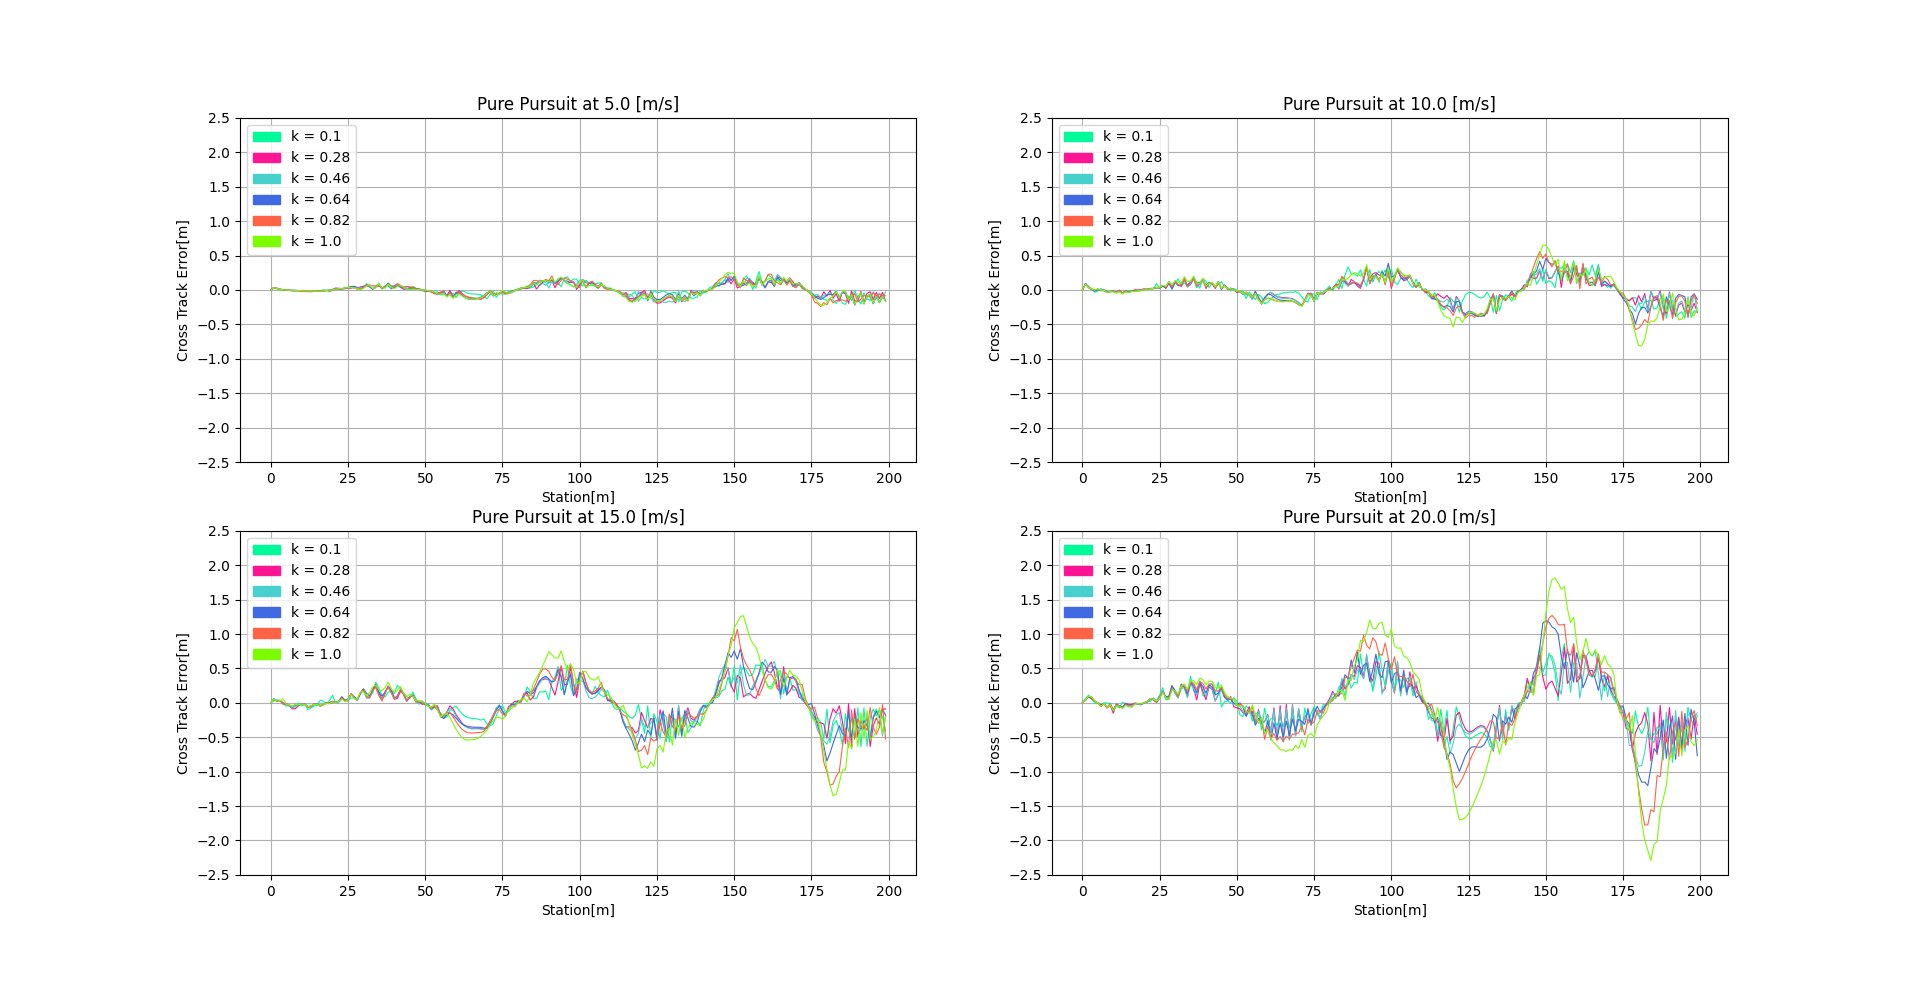 Pure Pursuit at 5.0 [m/s]
2.5
2.0
1.5
1.0
0.5
0.0
−0.5
−1.0
−1.5
−2.0
−2.5
Cross Track Error[m]
k = 0.1
k = 0.28
k = 0.46
k = 0.64
k = 0.82
k = 1.0
0 25 50 75 100 125 150 175 200
Station[m]
Pure Pursuit at 10.0 [m/s]
2.5
2.0
1.5
1.0
0.5
0.0
−0.5
−1.0
−1.5
−2.0
−2.5
Cross Track Error[m]
k = 0.1
k = 0.28
k = 0.46
k = 0.64
k = 0.82
k = 1.0
0 25 50 75 100 125 150 175 200
Station[m]
Pure Pursuit at 15.0 [m/s]
2.5
2.0
1.5
1.0
0.5
0.0
−0.5
−1.0
−1.5
−2.0
−2.5
Cross Track Error[m]
k = 0.1
k = 0.28
k = 0.46
k = 0.64
k = 0.82
k = 1.0
0 25 50 75 100 125 150 175 200
Station[m]
Pure Pursuit at 20.0 [m/s]
2.5
2.0
1.5
1.0
0.5
0.0
−0.5
−1.0
−1.5
−2.0
−2.5
Cross Track Error[m]
k = 0.1
k = 0.28
k = 0.46
k = 0.64
k = 0.82
k = 1.0
0 25 50 75 100 125 150 175 200
Station[m]